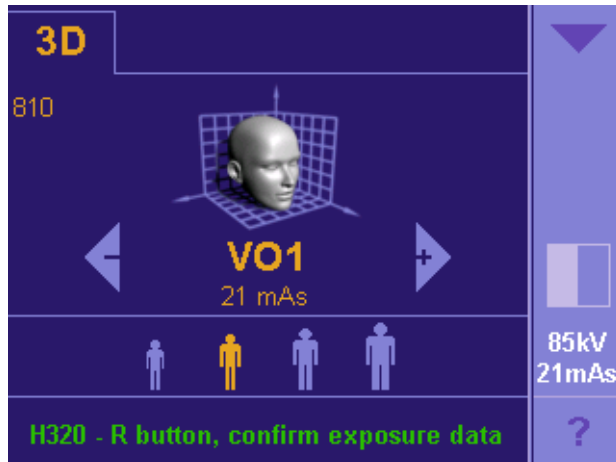 3D
810
- +
VO1
21 mAs
85kV
21mAs
H320 - R button, confirm exposure data
?